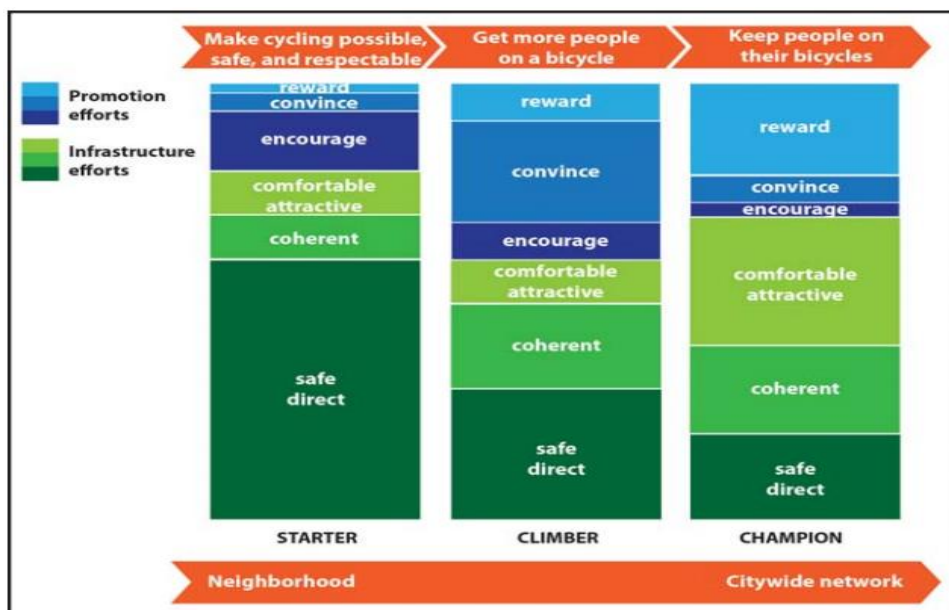 Make cycling possible,
safe, and respectable
Get more people
on a bicycle
Keep people on
their bicycles
Promotion
efforts
Infrastructure
efforts
reward
convince
encourage
comfortable
attractive
coherent
safe
direct
STARTER
reward
convince
encourage
comfortable
attractive
coherent
safe
direct
CLIMBER
reward
convince
encourage
comfortable
attractive
coherent
safe
direct
CHAMPION
Neighborhood
Citywide network